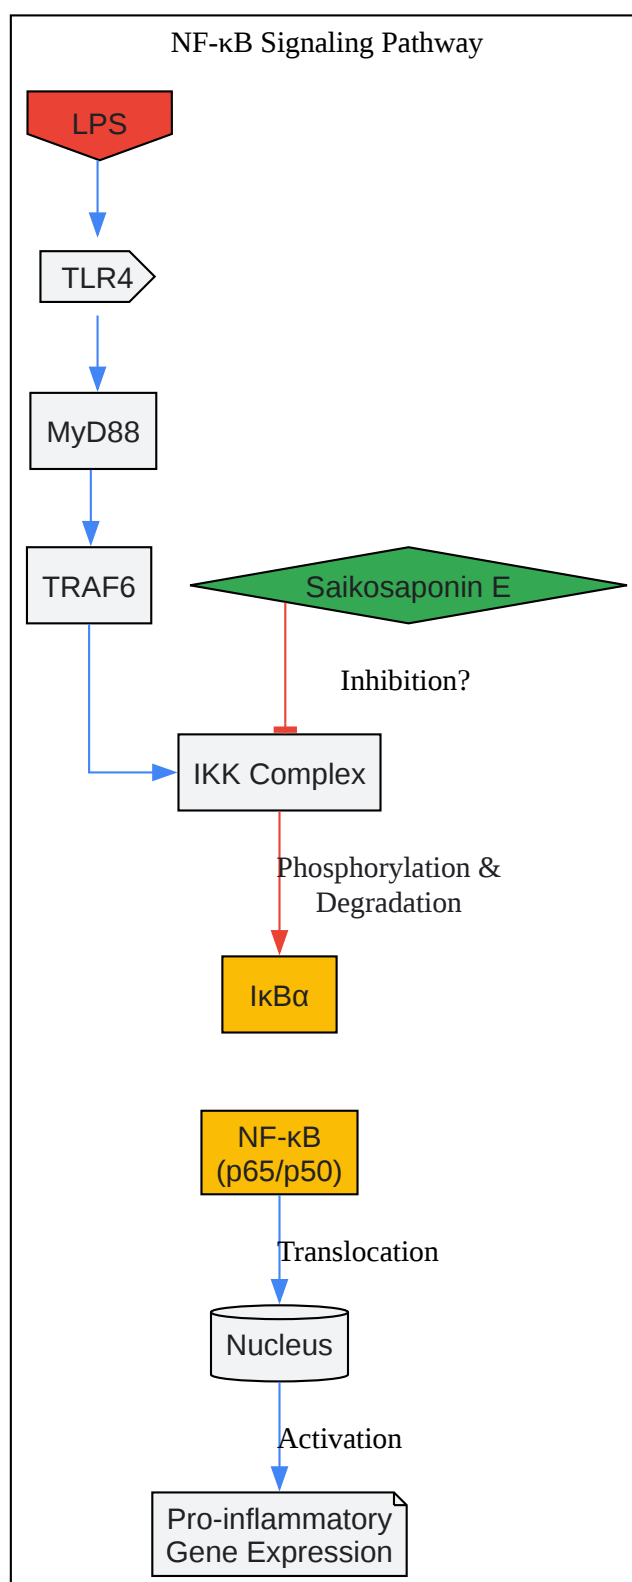 NF-κB Signaling Pathway
LPS
TLR4
MyD88
TRAF6
Saikosaponin E
Inhibition?
IKK Complex
Phosphorylation &
Degradation
IκBα
NF-κB
(p65/p50)
Translocation
Nucleus
Activation
Pro-inflammatory
Gene Expression